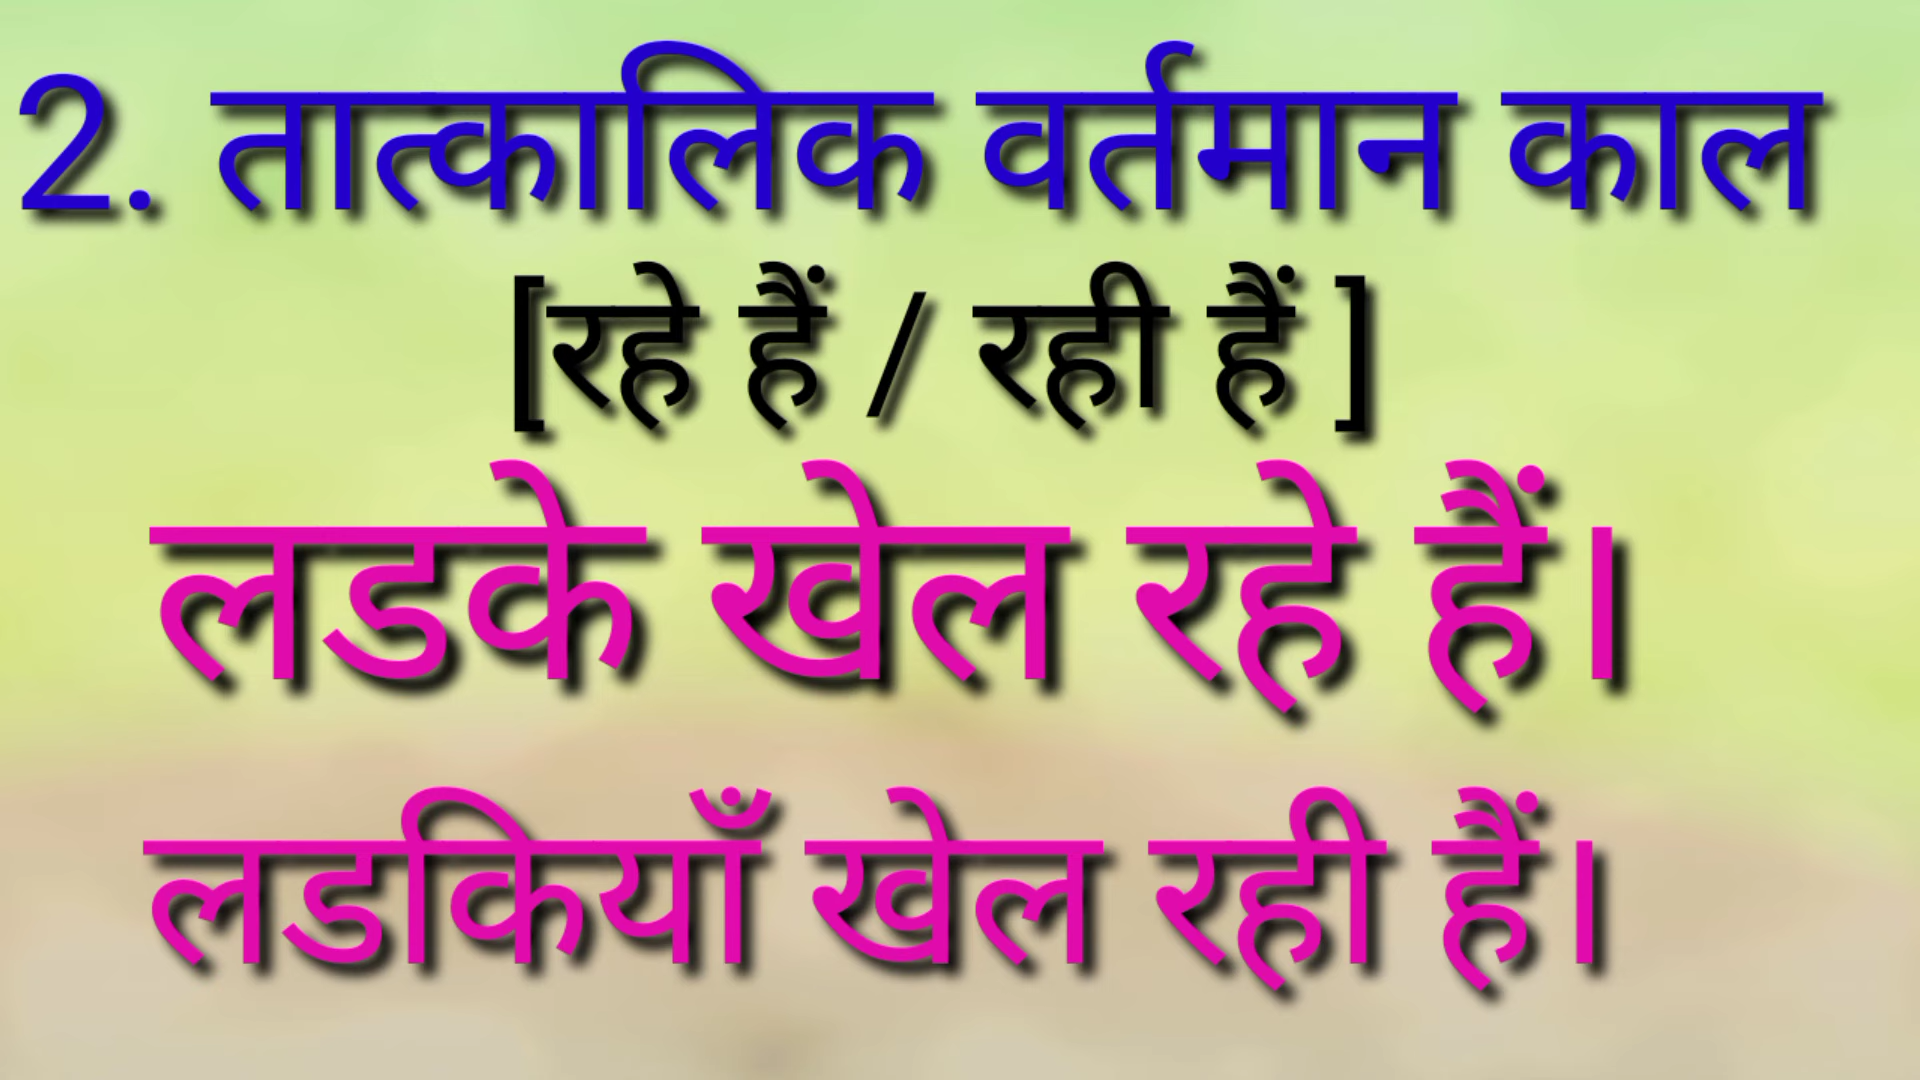 2. तात्कालिक वर्तमान काल
[रहे हैं / रही हैं ]
लडके खेल रहे हैं।
लडकियाँ खेल रही हैं।